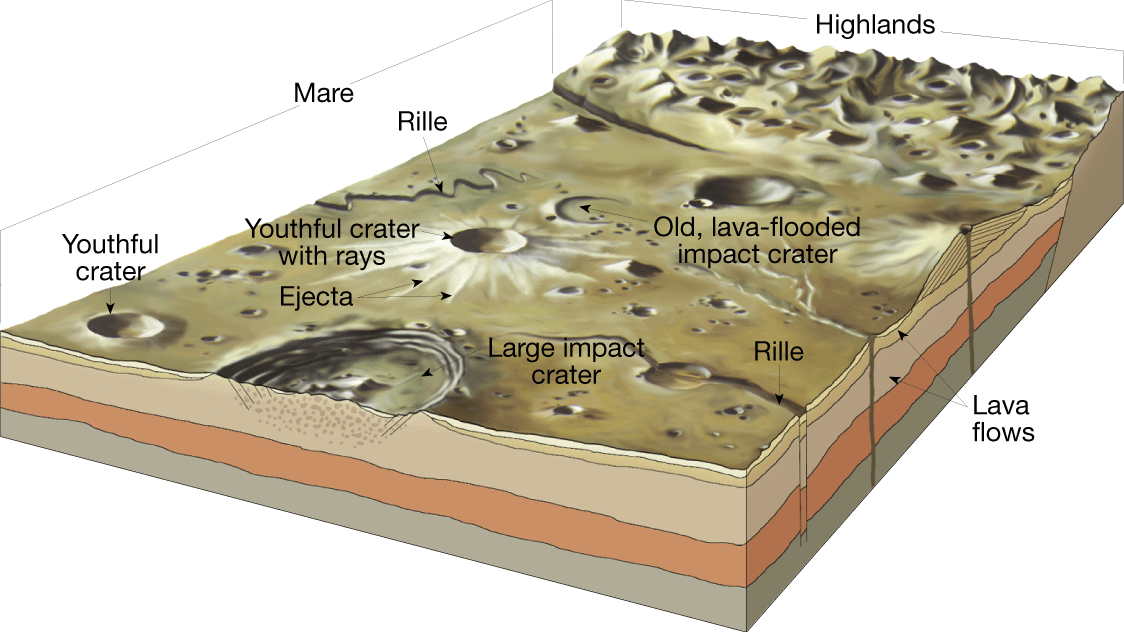 Highlands
Mare
Rille
Youthful crater
with rays
Old, lava-flooded
impact crater
Youthful
crater
Ejecta
Large impact
crater
Rille
Lava
flows